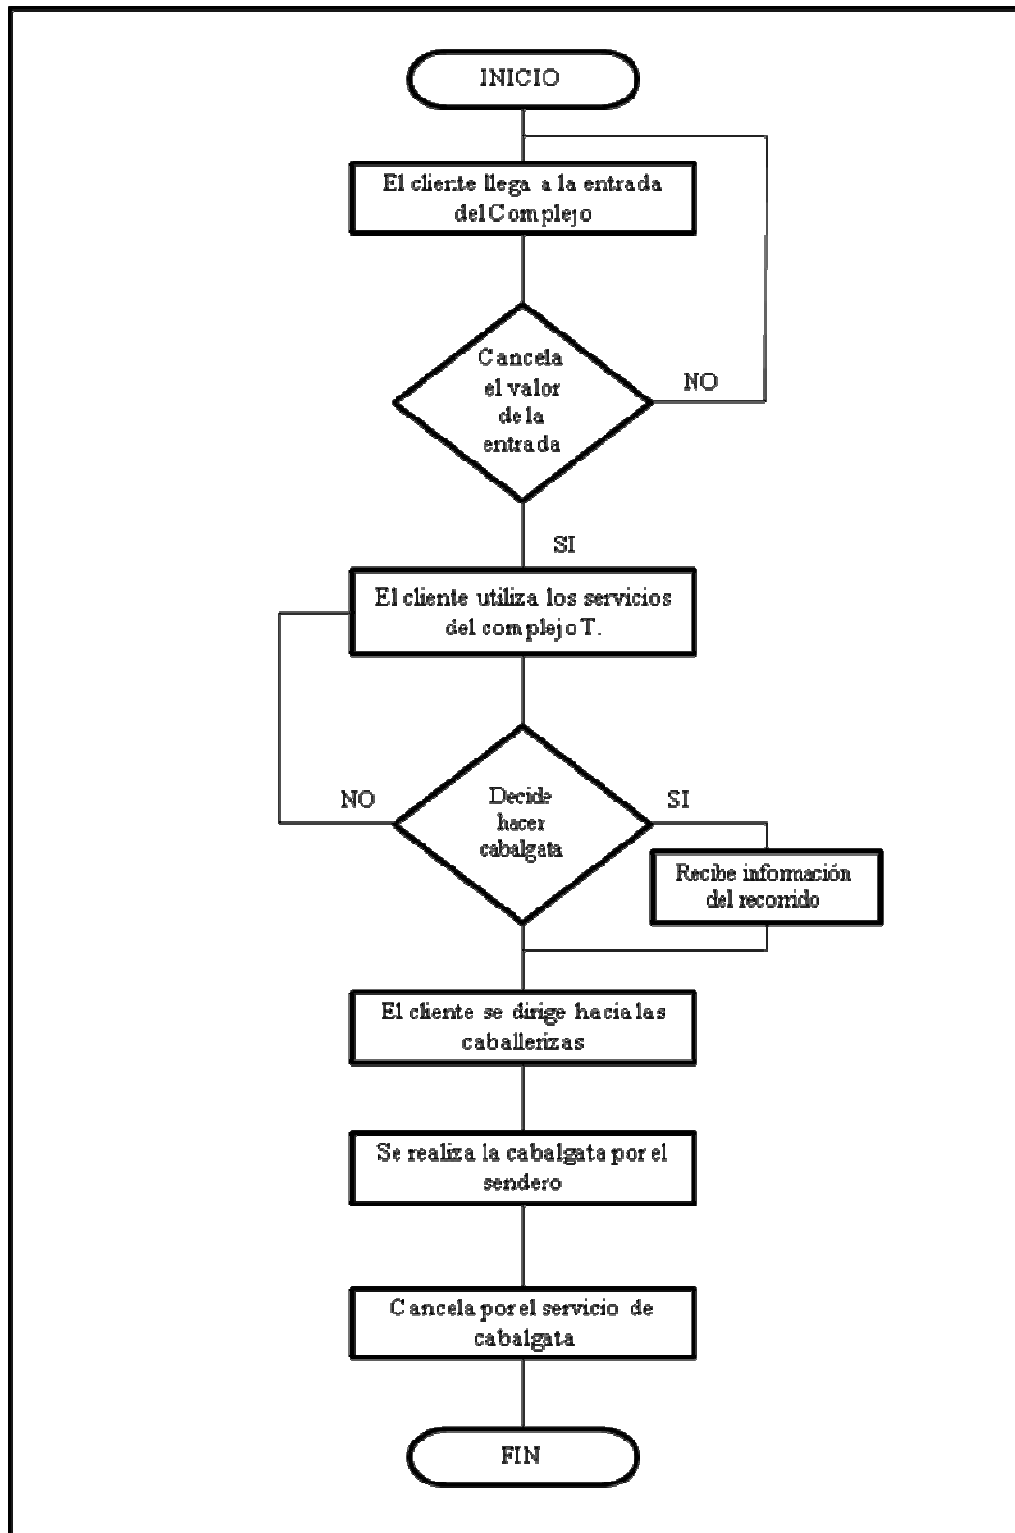 INICIO
El cliente llega a la entrada
del Complejo
Cancela
el valor
de la
entrada
NO
SI
El cliente utiliza los servicios
del complejo T.
NO
Decide
hacer
cabalgata
SI
Recibe información
del recorrido
El cliente se dirige hacia las
caballerizas
Se realiza la cabalgata por el
sendero
Cancela por el servicio de
cabalgata
FIN